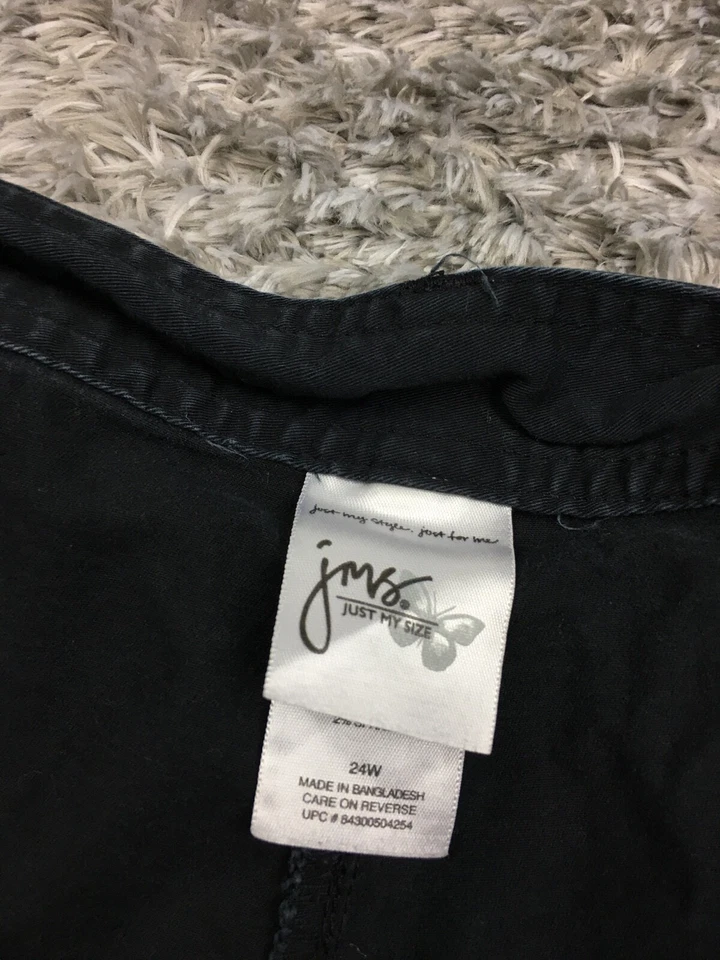 just my style. just for me
jms.
JUST MY SIZE
24W
MADE IN BANGLADESH
CARE ON REVERSE
UPC # 84300504254